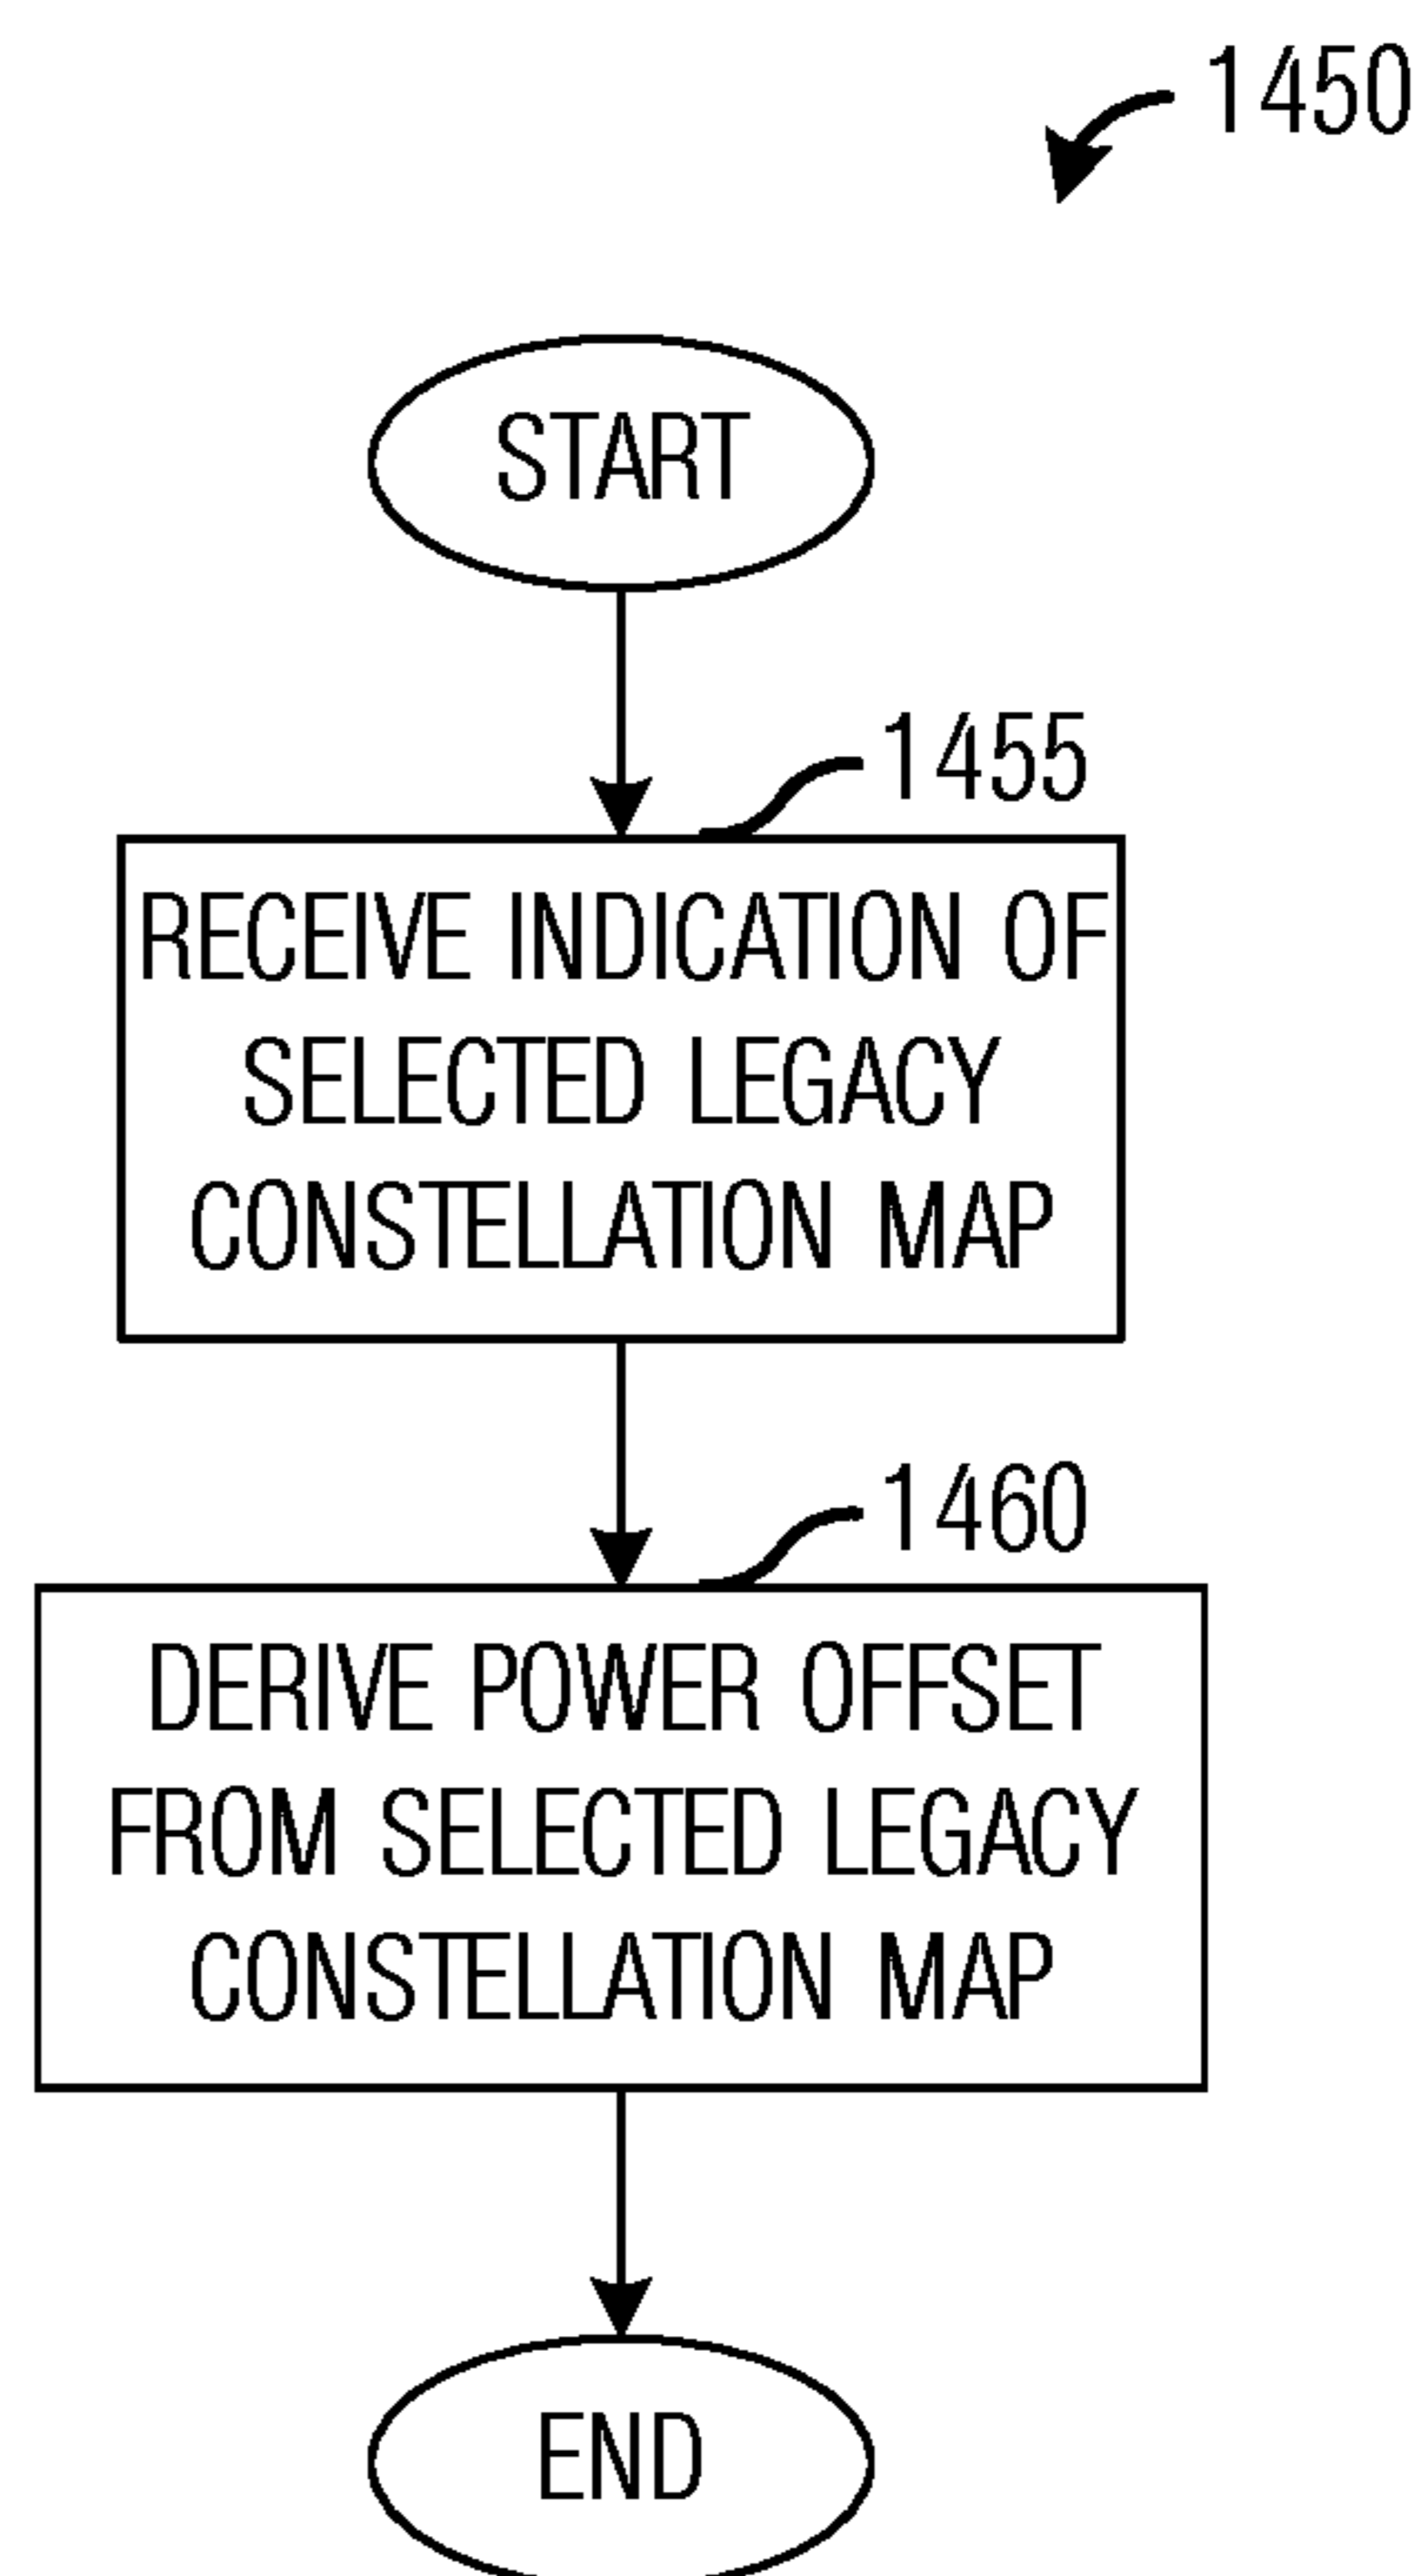 1450
START
1455
RECEIVE INDICATION OF
SELECTED LEGACY
CONSTELLATION MAP
1460
DERIVE POWER OFFSET
FROM SELECTED LEGACY
CONSTELLATION MAP
END